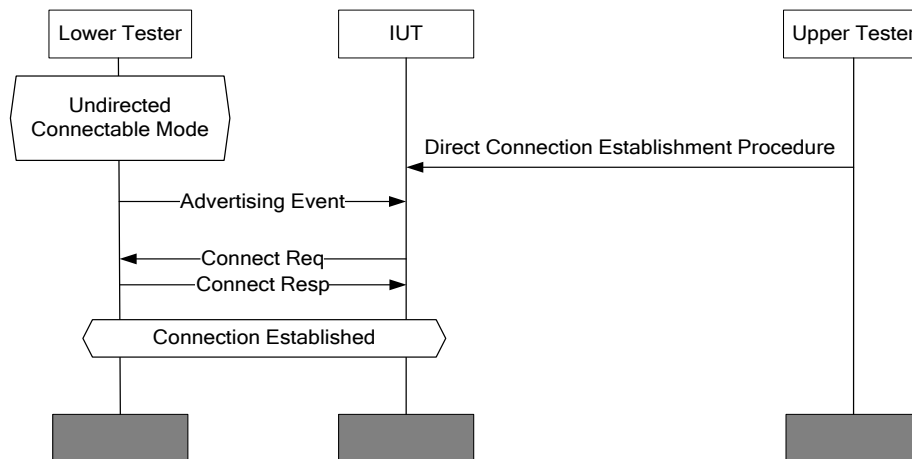 Lower Tester
IUT
Upper Tester
Undirected
Connectable Mode
Direct Connection Establishment Procedure
Advertising Event
Connect Req
Connect Resp
Connection Established